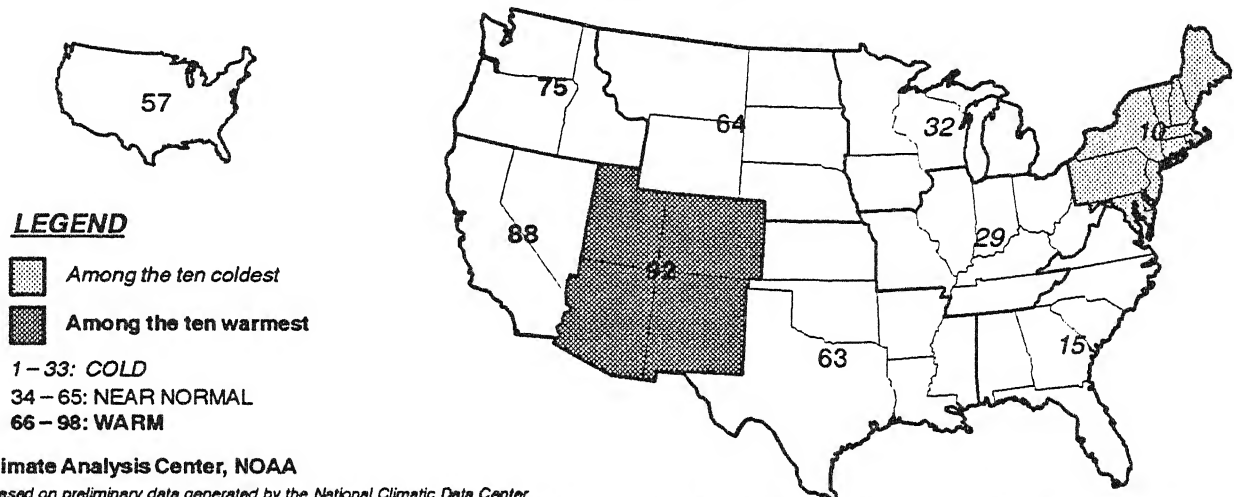 57
75
64
32
10
88
92
29
63
15
LEGEND
Among the ten coldest
Among the ten warmest
1–33: COLD
34–65: NEAR NORMAL
66–98: WARM
limate Analysis Center, NOAA
ased on preliminary data generated by the National Climatic Data Center